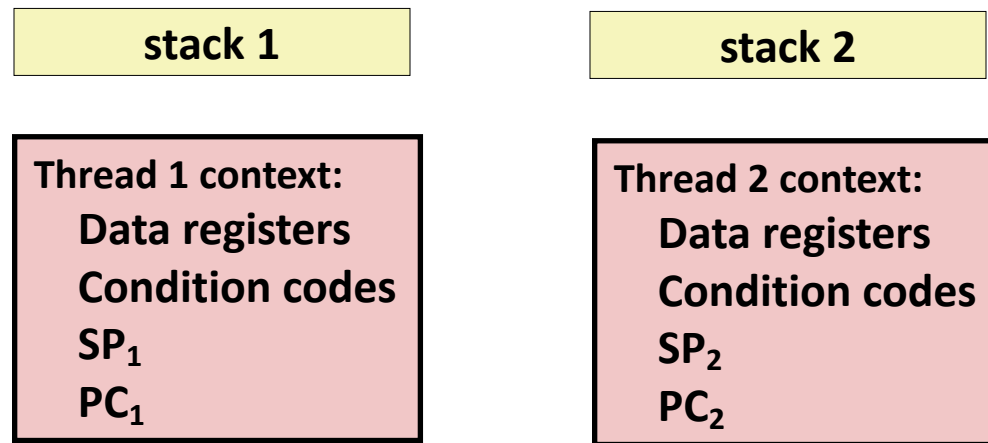 stack 1
Thread 1 context:
Data registers
Condition codes
SP₁
PC₁
stack 2
Thread 2 context:
Data registers
Condition codes
SP₂
PC₂